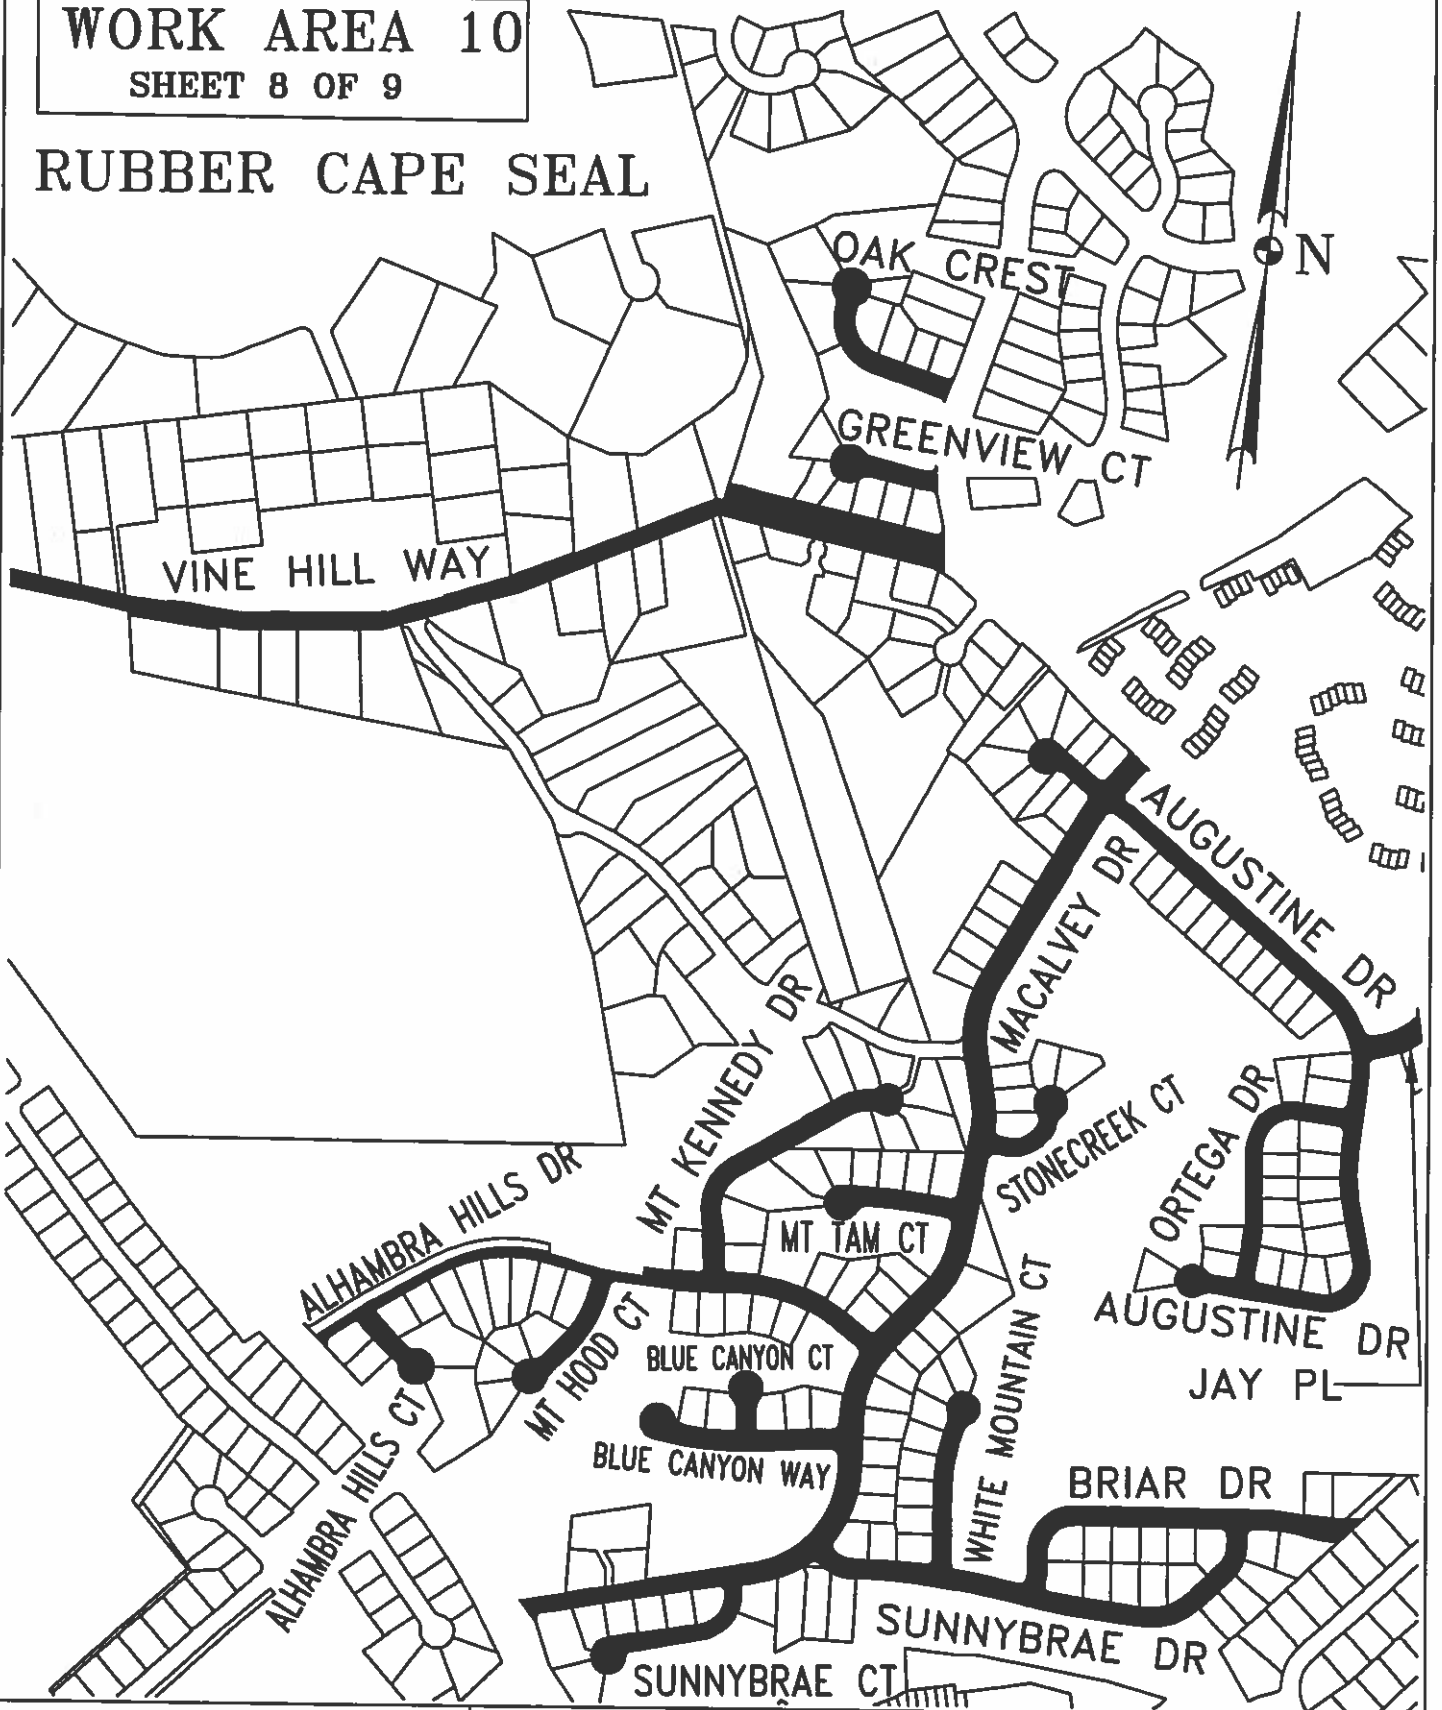 WORK AREA 10
SHEET 8 OF 9
RUBBER CAPE SEAL
OAK CREST
N
GREENVIEW CT
VINE HILL WAY
AUGUSTINE DR
MACALVEY DR
MT KENNEDY DR
STONECREEK CT
ORTEGA DR
ALHAMBRA HILLS DR
MT TAM CT
AUGUSTINE DR
MT HOOD CT
BLUE CANYON CT
WHITE MOUNTAIN CT
JAY PL
ALHAMBRA HILLS CT
BLUE CANYON WAY
BRIAR DR
SUNNYBRAE DR
SUNNYBRAE CT